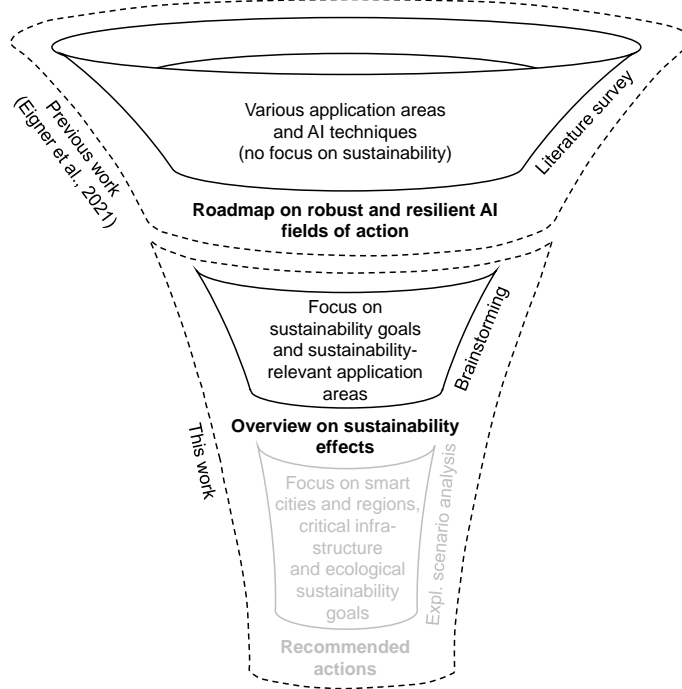 Previous work
(Eigner et al., 2021)
Various application areas
and AI techniques
(no focus on sustainability)
Literature survey
Roadmap on robust and resilient AI
fields of action
This work
Focus on
sustainability goals
and sustainability-
relevant application
areas
Brainstorming
Overview on sustainability
effects
Focus on smart
cities and regions,
critical infra-
structure
and ecological
sustainability
goals
Expl. scenario analysis
Recommended
actions